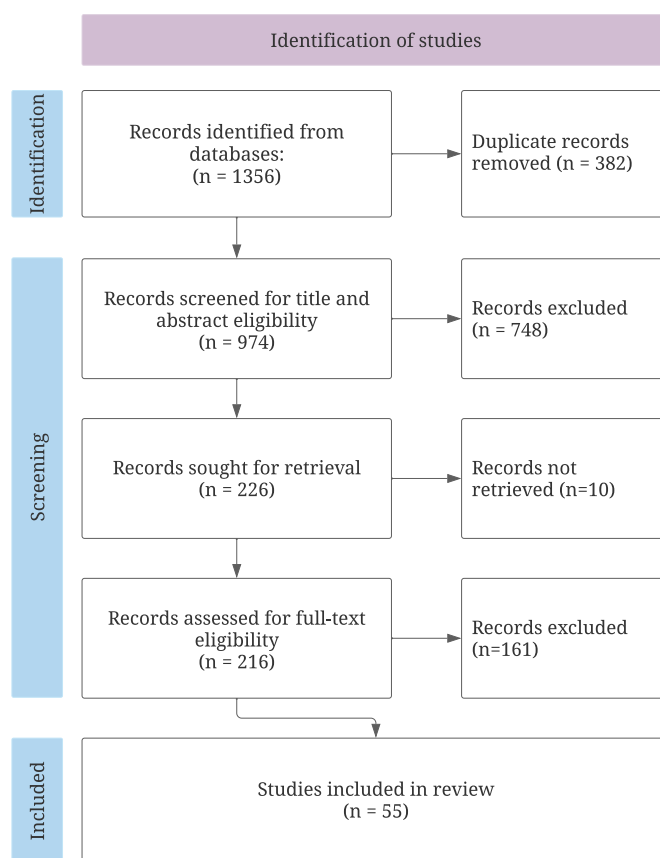 Identification of studies
Identification
Records identified from
databases:
(n = 1356)
Duplicate records
removed (n = 382)
Screening
Records screened for title and
abstract eligibility
(n = 974)
Records excluded
(n = 748)
Records sought for retrieval
(n = 226)
Records not
retrieved (n=10)
Records assessed for full-text
eligibility
(n = 216)
Records excluded
(n=161)
Included
Studies included in review
(n = 55)